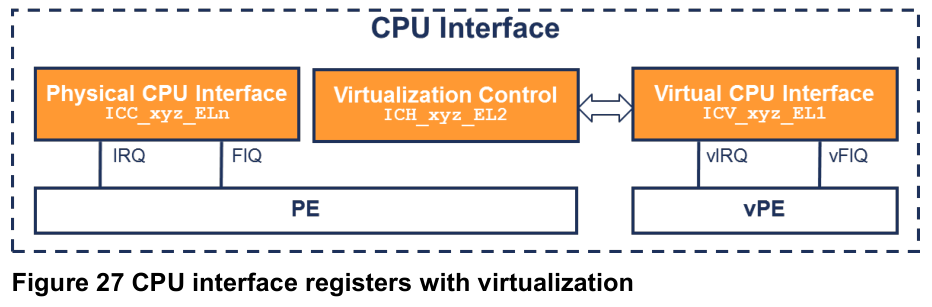 CPU Interface
Physical CPU Interface
ICC_xyz_ELn
Virtualization Control
ICH_xyz_EL2
Virtual CPU Interface
ICV_xyz_EL1
IRQ
FIQ
vIRQ
vFIQ
PE
vPE
Figure 27 CPU interface registers with virtualization